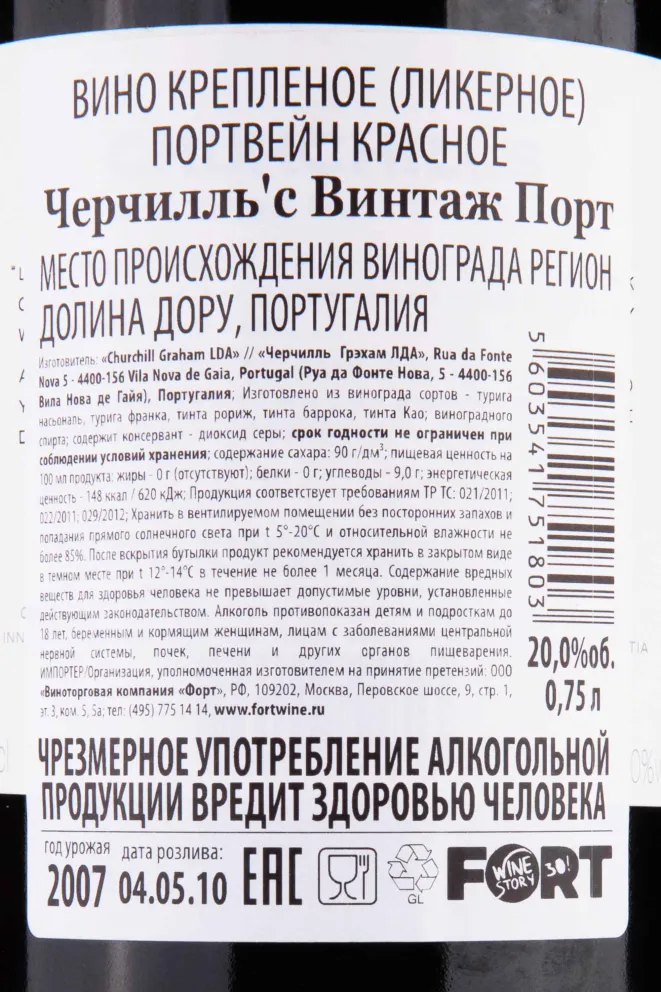 ВИНО КРЕПЛЕНОЕ (ЛИКЕРНОЕ)
ПОРТВЕЙН КРАСНОЕ
Черчилль'с Винтаж Порт
МЕСТО ПРОИСХОЖДЕНИЯ ВИНОГРАДА РЕГИОН
ДОЛИНА ДОРУ, ПОРТУГАЛИЯ
Изготовитель: «Churchill Graham LDA» // «Черчилль Грэхам ЛДА», Rua da Fonte
Nova 5 - 4400-156 Vila Nova de Gaia, Portugal (Руа да Фонте Нова, 5 - 4400-156
Вила Нова де Гайя), Португалия; Изготовлено из винограда сортов - турига
насьональ, турига франка, тинта рориж, тинта баррока, тинта Као; виноградного
спирта; содержит консервант - диоксид серы; срок годности не ограничен при
соблюдении условий хранения; содержание сахара: 90 г/дм³; пищевая ценность на
100 мл продукта: жиры - 0 г (отсутствуют); белки - 0 г; углеводы - 9,0 г; энергетическая
ценность - 148 ккал / 620 кДж; Продукция соответствует требованиям ТР ТС: 021/2011;
022/2011; 029/2012; Хранить в вентилируемом помещении без посторонних запахов и
попадания прямого солнечного света при t 5°-20°С и относительной влажности не
более 85%. После вскрытия бутылки продукт рекомендуется хранить в закрытом виде
в темном месте при t 12°-14°С в течение не более 1 месяца. Содержание вредных
веществ для здоровья человека не превышает допустимые уровни, установленные
действующим законодательством. Алкоголь противопоказан детям и подросткам до
18 лет, беременным и кормящим женщинам, лицам с заболеваниями центральной
нервной системы, почек, печени и других органов пищеварения.
ИМПОРТЕР/Организация, уполномоченная изготовителем на принятие претензий: ООО
«Виноторговая компания «Форт», РФ, 109202, Москва, Перовское шоссе, 9, стр. 1,
эт. 3, ком. 5, 5а; тел: (495) 775 14 14, www.fortwine.ru
5 603541 751803
20,0%об.
0,75 л
ЧРЕЗМЕРНОЕ УПОТРЕБЛЕНИЕ АЛКОГОЛЬНОЙ
ПРОДУКЦИИ ВРЕДИТ ЗДОРОВЬЮ ЧЕЛОВЕКА
год урожая
2007
дата розлива:
04.05.10
ЕАС
GL
FORT
WINE
STORY
30!